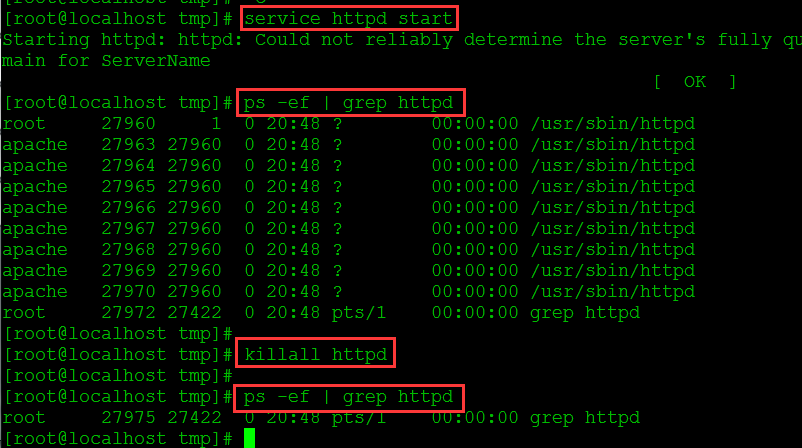 [root@localhost tmp]# service httpd start
Starting httpd: httpd: Could not reliably determine the server's fully qu
main for ServerName
[  OK  ]
[root@localhost tmp]# ps -ef | grep httpd
root     27960     1  0 20:48 ?        00:00:00 /usr/sbin/httpd
apache   27963 27960  0 20:48 ?        00:00:00 /usr/sbin/httpd
apache   27964 27960  0 20:48 ?        00:00:00 /usr/sbin/httpd
apache   27965 27960  0 20:48 ?        00:00:00 /usr/sbin/httpd
apache   27966 27960  0 20:48 ?        00:00:00 /usr/sbin/httpd
apache   27967 27960  0 20:48 ?        00:00:00 /usr/sbin/httpd
apache   27968 27960  0 20:48 ?        00:00:00 /usr/sbin/httpd
apache   27969 27960  0 20:48 ?        00:00:00 /usr/sbin/httpd
apache   27970 27960  0 20:48 ?        00:00:00 /usr/sbin/httpd
root     27972 27422  0 20:48 pts/1    00:00:00 grep httpd
[root@localhost tmp]#
[root@localhost tmp]# killall httpd
[root@localhost tmp]#
[root@localhost tmp]# ps -ef | grep httpd
root     27975 27422  0 20:48 pts/1    00:00:00 grep httpd
[root@localhost tmp]#